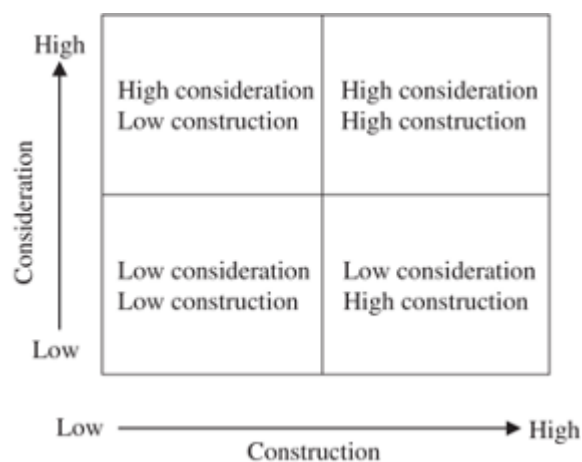 High
High consideration
Low construction
High consideration
High construction
Consideration
Low consideration
Low construction
Low consideration
High construction
Low
Low
High
Construction